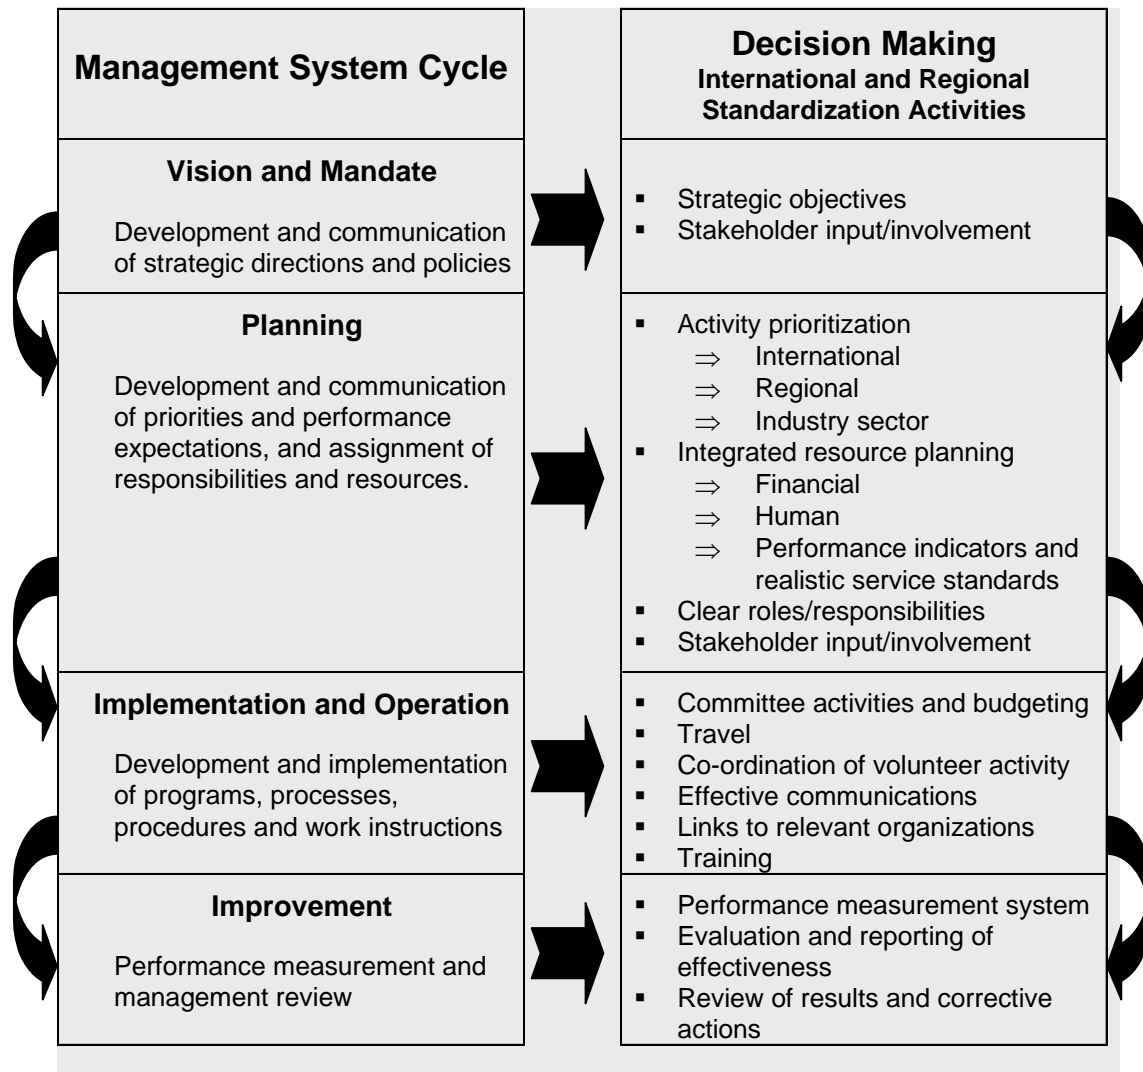 Management System Cycle
Decision Making
International and Regional
Standardization Activities
Vision and Mandate
Development and communication
of strategic directions and policies
▪ Strategic objectives
▪ Stakeholder input/involvement
Planning
Development and communication
of priorities and performance
expectations, and assignment of
responsibilities and resources.
▪ Activity prioritization
⇒ International
⇒ Regional
⇒ Industry sector
▪ Integrated resource planning
⇒ Financial
⇒ Human
⇒ Performance indicators and
realistic service standards
▪ Clear roles/responsibilities
▪ Stakeholder input/involvement
Implementation and Operation
Development and implementation
of programs, processes,
procedures and work instructions
▪ Committee activities and budgeting
▪ Travel
▪ Co-ordination of volunteer activity
▪ Effective communications
▪ Links to relevant organizations
▪ Training
Improvement
Performance measurement and
management review
▪ Performance measurement system
▪ Evaluation and reporting of
effectiveness
▪ Review of results and corrective
actions